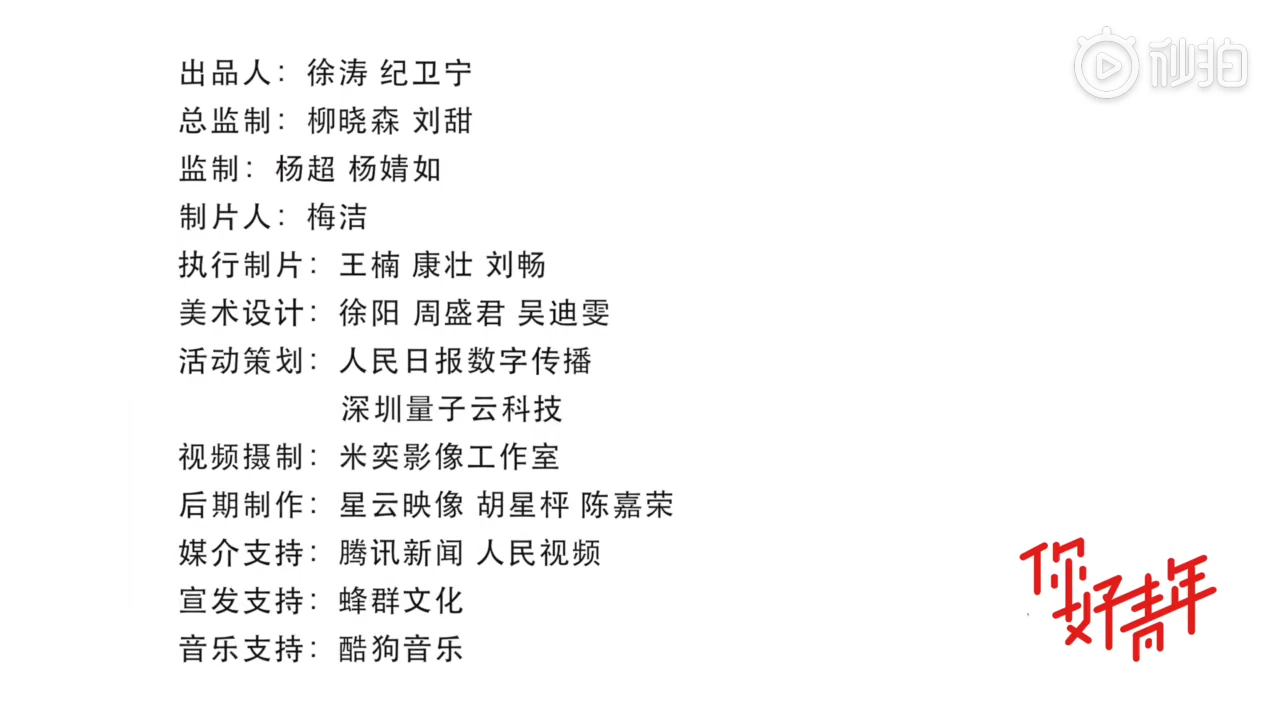 秒拍
出品人：徐涛 纪卫宁
总监制：柳晓森 刘甜
监制：杨超 杨婧如
制片人：梅洁
执行制片：王楠 康壮 刘畅
美术设计：徐阳 周盛君 吴迪雯
活动策划：人民日报数字传播
深圳量子云科技
视频摄制：米奕影像工作室
后期制作：星云映像 胡星枰 陈嘉荣
媒介支持：腾讯新闻 人民视频
宣发支持：蜂群文化
音乐支持：酷狗音乐
你好青年